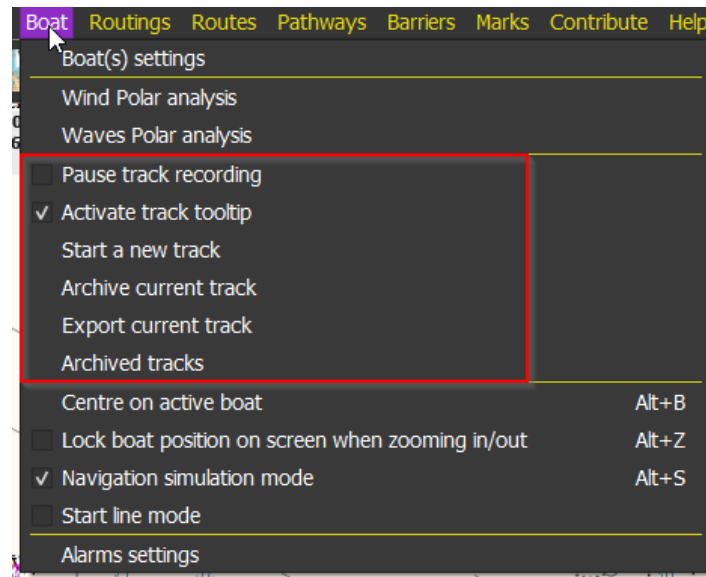 Boat Routings Routes Pathways Barriers Marks Contribute Help
Boat(s) settings
Wind Polar analysis
Waves Polar analysis
Pause track recording
Activate track tooltip
Start a new track
Archive current track
Export current track
Archived tracks
Centre on active boat Alt+B
Lock boat position on screen when zooming in/out Alt+Z
Navigation simulation mode Alt+S
Start line mode
Alarms settings